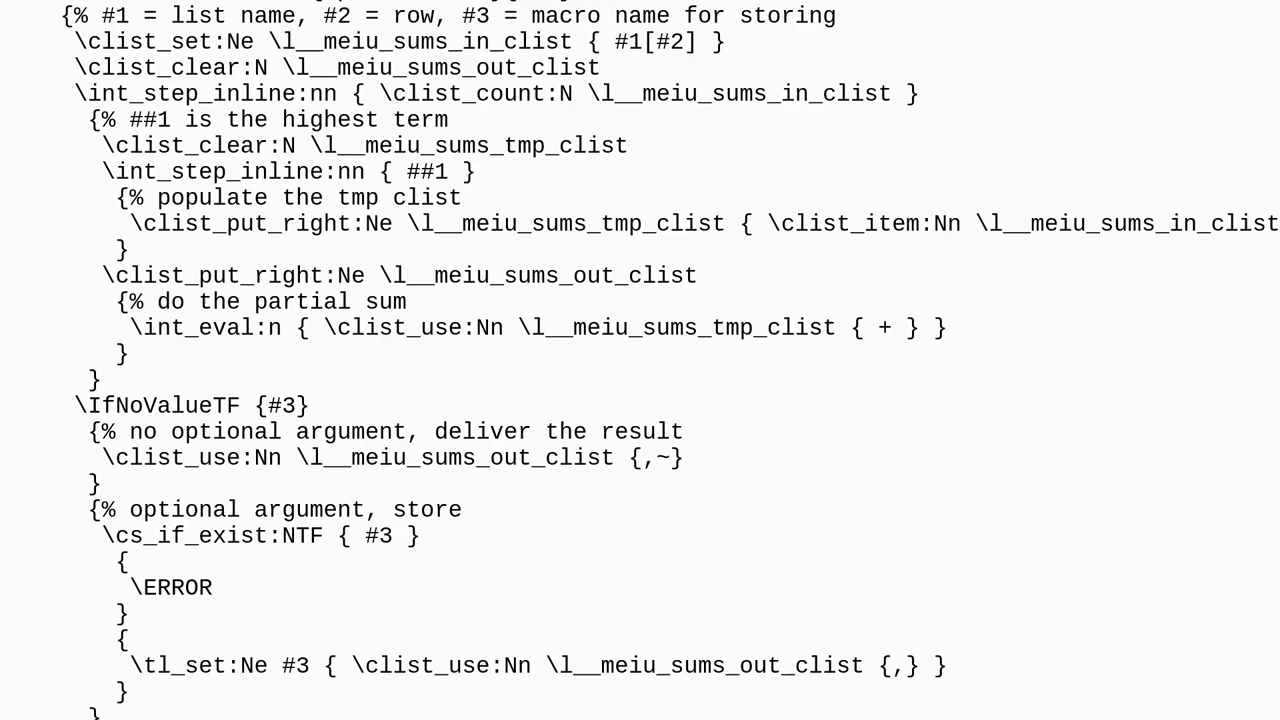 {% #1 = list name, #2 = row, #3 = macro name for storing
\clist_set:Ne \l__meiu_sums_in_clist { #1[#2] }
\clist_clear:N \l__meiu_sums_out_clist
\int_step_inline:nn { \clist_count:N \l__meiu_sums_in_clist }
{% ##1 is the highest term
\clist_clear:N \l__meiu_sums_tmp_clist
\int_step_inline:nn { ##1 }
{% populate the tmp clist
\clist_put_right:Ne \l__meiu_sums_tmp_clist { \clist_item:Nn \l__meiu_sums_in_clist
}
\clist_put_right:Ne \l__meiu_sums_out_clist
{% do the partial sum
\int_eval:n { \clist_use:Nn \l__meiu_sums_tmp_clist { + } }
}
}
\IfNoValueTF {#3}
{% no optional argument, deliver the result
\clist_use:Nn \l__meiu_sums_out_clist {,~}
}
{% optional argument, store
\cs_if_exist:NTF { #3 }
{
\ERROR
}
{
\tl_set:Ne #3 { \clist_use:Nn \l__meiu_sums_out_clist {,} }
}
}